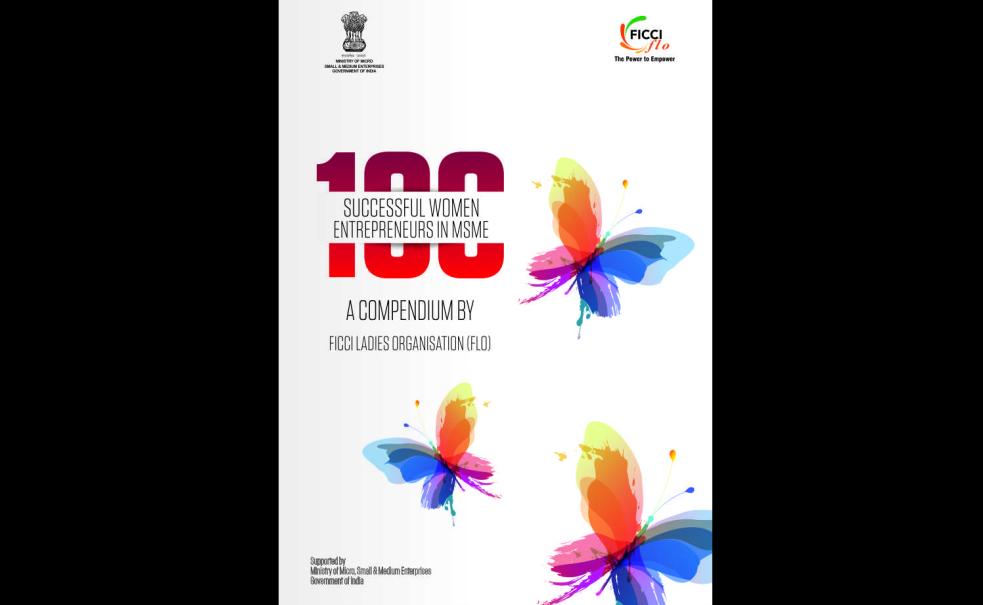 MINISTRY OF MICRO
SMALL & MEDIUM ENTERPRISES
GOVERNMENT OF INDIA
FICCI
flo
The Power to Empower
100
SUCCESSFUL WOMEN
ENTREPRENEURS IN MSME
A COMPENDIUM BY
FICCI LADIES ORGANISATION (FLO)
Supported by
Ministry of Micro, Small & Medium Enterprises
Government of India